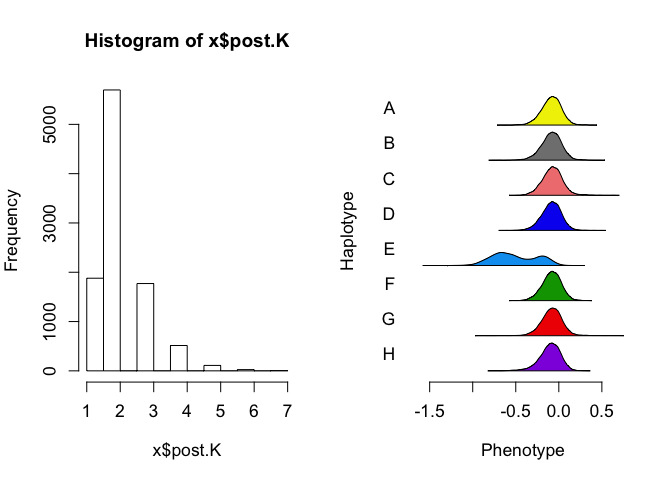 Histogram of x$post.K
Frequency
0
1000
3000
5000
1
2
3
4
5
6
7
x$post.K
Haplotype
A
B
C
D
E
F
G
H
-1.5
-0.5
0.0
0.5
Phenotype